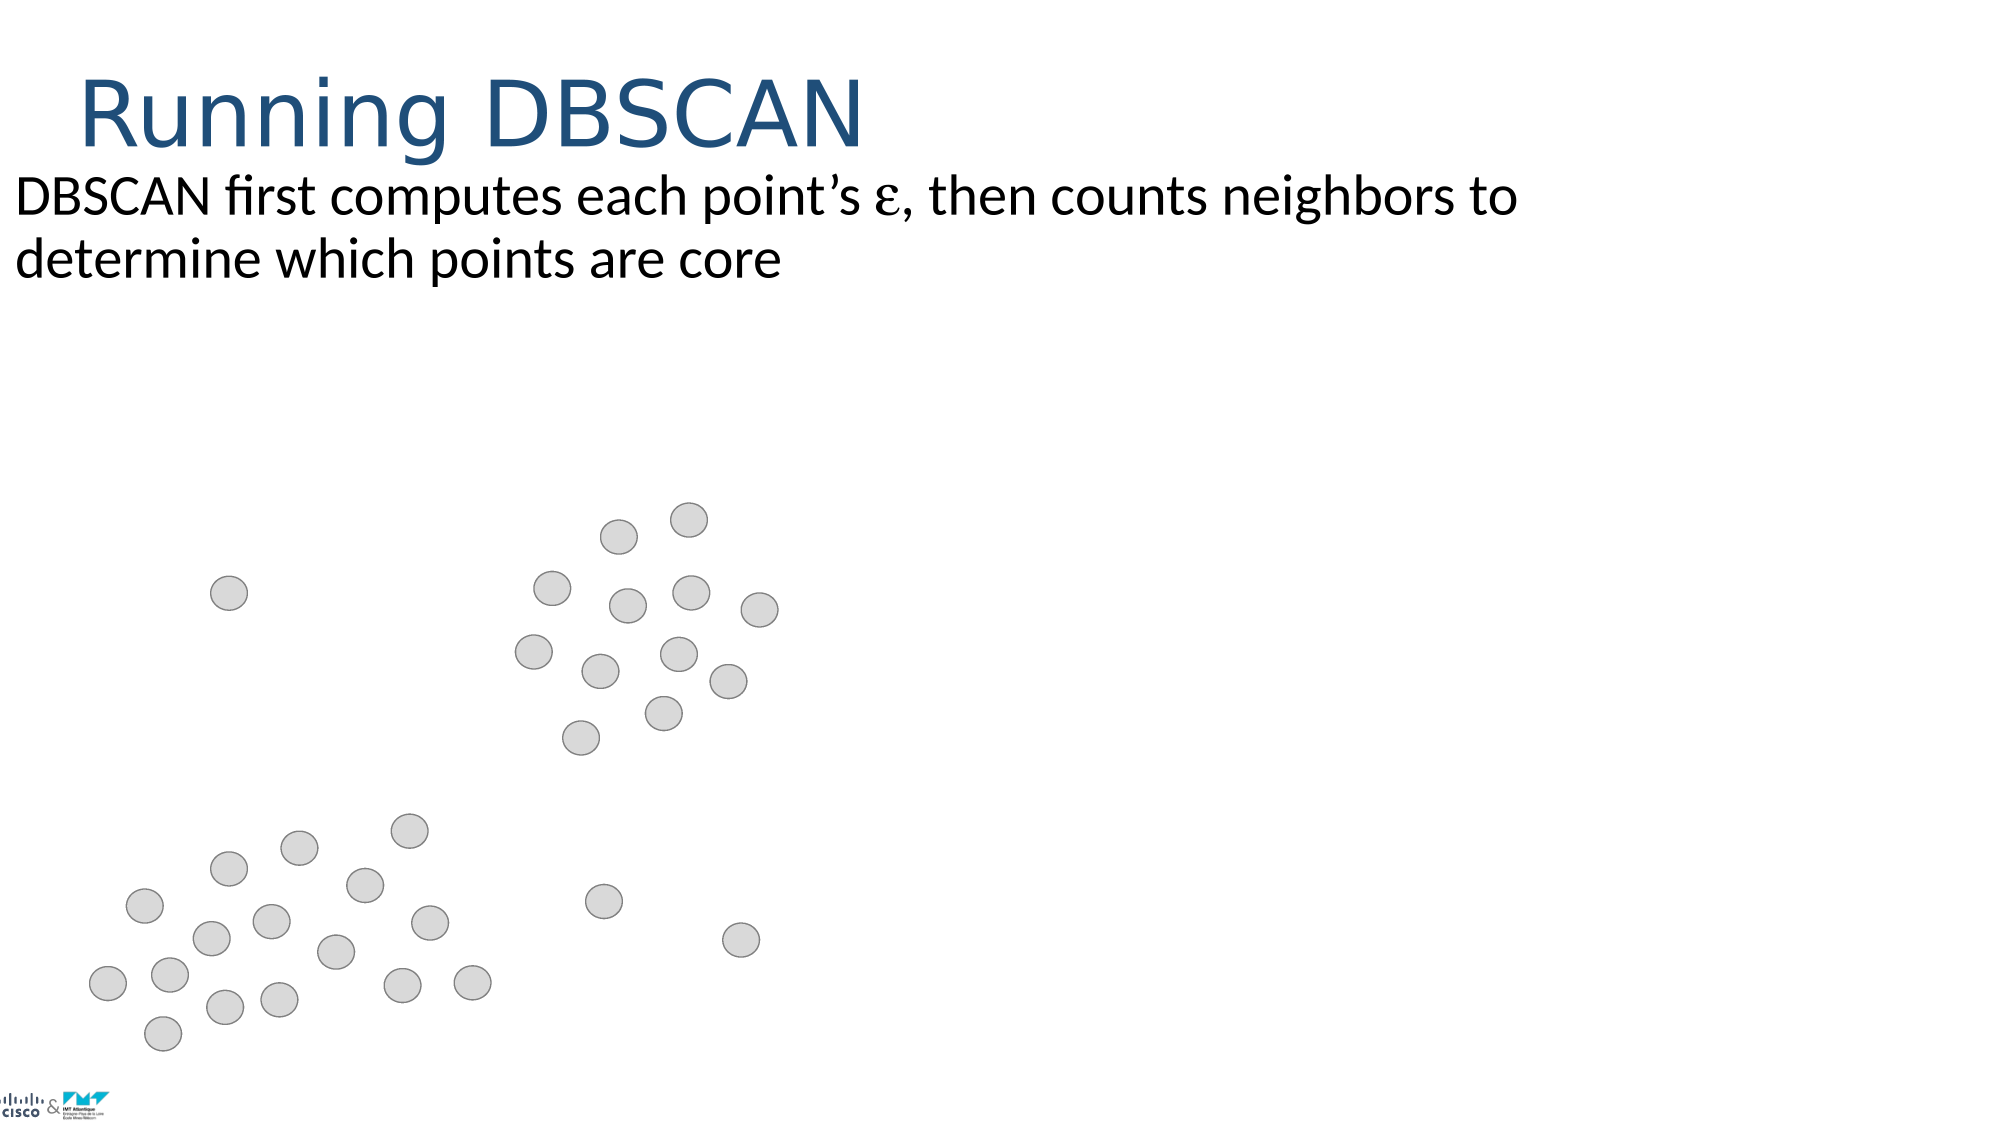 Running DBSCAN
DBSCAN first computes each point’s ε, then counts neighbors to
determine which points are core
CISCO & IMT Atlantique